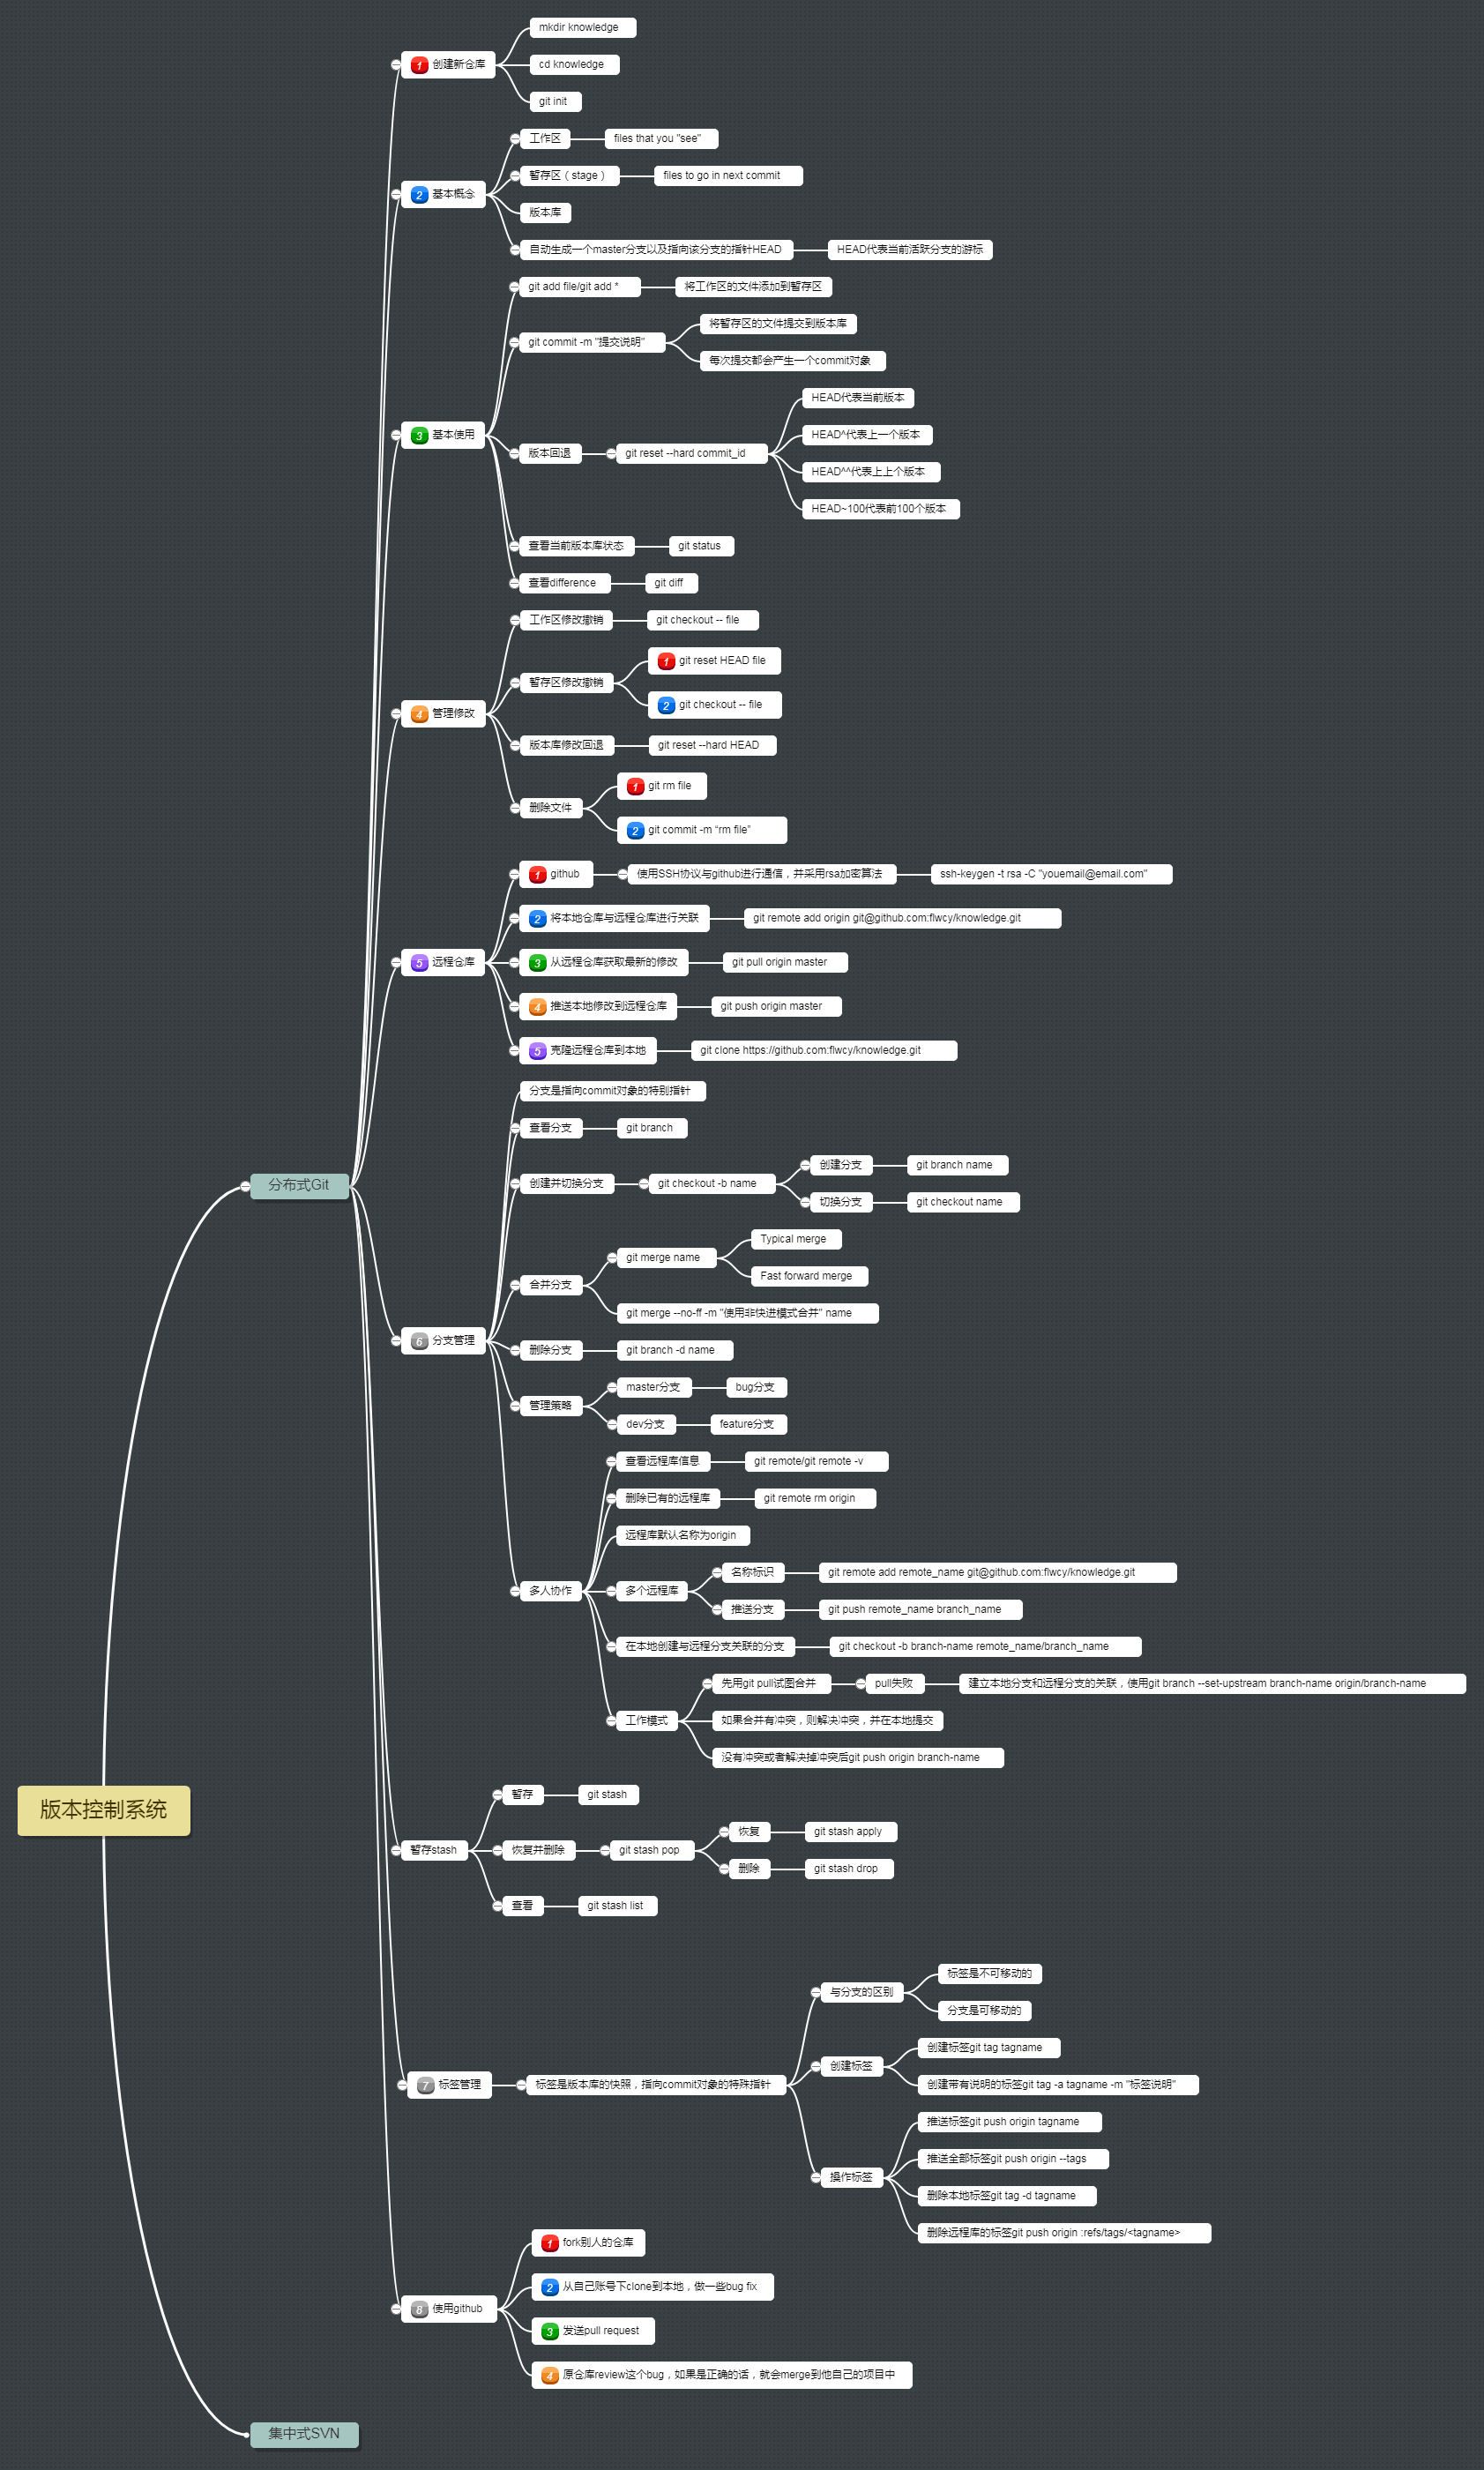 mkdir knowledge
1 创建新仓库
cd knowledge
git init
工作区
files that you "see"
暂存区（stage）
files to go in next commit
2 基本概念
版本库
自动生成一个master分支以及指向该分支的指针HEAD
HEAD代表当前活跃分支的游标
git add file/git add *
将工作区的文件添加到暂存区
git commit -m "提交说明"
将暂存区的文件提交到版本库
每次提交都会产生一个commit对象
3 基本使用
版本回退
git reset --hard commit_id
HEAD代表当前版本
HEAD^代表上一个版本
HEAD^^代表上上个版本
HEAD~100代表前100个版本
查看当前版本库状态
git status
查看difference
git diff
工作区修改撤销
git checkout -- file
暂存区修改撤销
1 git reset HEAD file
2 git checkout -- file
4 管理修改
版本库修改回退
git reset --hard HEAD
删除文件
1 git rm file
2 git commit -m “rm file”
1 github
使用SSH协议与github进行通信，并采用rsa加密算法
ssh-keygen -t rsa -C "youemail@email.com"
2 将本地仓库与远程仓库进行关联
git remote add origin git@github.com:flwcy/knowledge.git
5 远程仓库
3 从远程仓库获取最新的修改
git pull origin master
4 推送本地修改到远程仓库
git push origin master
5 克隆远程仓库到本地
git clone https://github.com:flwcy/knowledge.git
分支是指向commit对象的特别指针
查看分支
git branch
分布式Git
创建并切换分支
git checkout -b name
创建分支
git branch name
切换分支
git checkout name
合并分支
git merge name
Typical merge
Fast forward merge
git merge --no-ff -m "使用非快进模式合并" name
6 分支管理
删除分支
git branch -d name
管理策略
master分支
bug分支
dev分支
feature分支
查看远程库信息
git remote/git remote -v
删除已有的远程库
git remote rm origin
远程库默认名称为origin
多人协作
多个远程库
名称标识
git remote add remote_name git@github.com:flwcy/knowledge.git
推送分支
git push remote_name branch_name
在本地创建与远程分支关联的分支
git checkout -b branch-name remote_name/branch_name
工作模式
先用git pull试图合并
pull失败
建立本地分支和远程分支的关联，使用git branch --set-upstream branch-name origin/branch-name
如果合并有冲突，则解决冲突，并在本地提交
没有冲突或者解决掉冲突后git push origin branch-name
版本控制系统
暂存
git stash
暂存stash
恢复并删除
git stash pop
恢复
git stash apply
删除
git stash drop
查看
git stash list
与分支的区别
标签是不可移动的
分支是可移动的
创建标签
创建标签git tag tagname
创建带有说明的标签git tag -a tagname -m "标签说明"
7 标签管理
标签是版本库的快照，指向commit对象的特殊指针
操作标签
推送标签git push origin tagname
推送全部标签git push origin --tags
删除本地标签git tag -d tagname
删除远程库的标签git push origin :refs/tags/<tagname>
1 fork别人的仓库
2 从自己账号下clone到本地，做一些bug fix
8 使用github
3 发送pull request
4 原仓库review这个bug，如果是正确的话，就会merge到他自己的项目中
集中式SVN